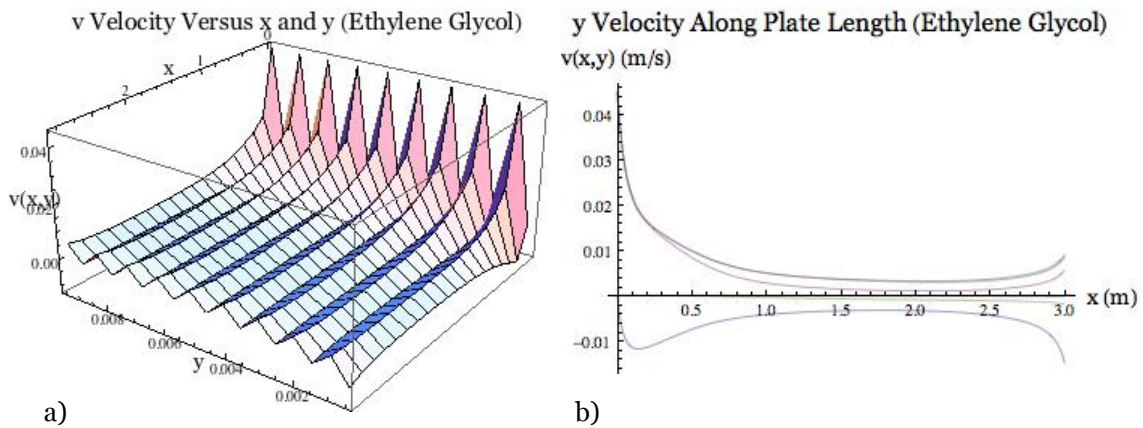 v Velocity Versus x and y (Ethylene Glycol)
0
1
x
2
0.04
v(x,y)
0.02
0.00
0.008
0.006
y
0.004
0.002
a)
y Velocity Along Plate Length (Ethylene Glycol)
v(x,y) (m/s)
0.04
0.03
0.02
0.01
x (m)
0.5
1.0
1.5
2.0
2.5
3.0
-0.01
b)